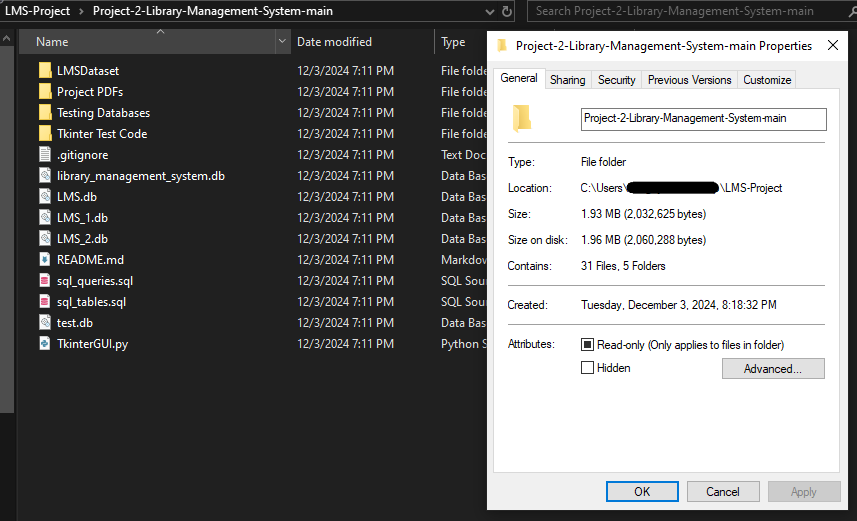 LMS-Project > Project-2-Library-Management-System-main
Search Project-2-Library-Management-System-main
Name Date modified Type
LMSDataset 12/3/2024 7:11 PM File folde
Project PDFs 12/3/2024 7:11 PM File folde
Testing Databases 12/3/2024 7:11 PM File folde
Tkinter Test Code 12/3/2024 7:11 PM File folde
.gitignore 12/3/2024 7:11 PM Text Doc
library_management_system.db 12/3/2024 7:11 PM Data Bas
LMS.db 12/3/2024 7:11 PM Data Bas
LMS_1.db 12/3/2024 7:11 PM Data Bas
LMS_2.db 12/3/2024 7:11 PM Data Bas
README.md 12/3/2024 7:11 PM Markdow
sql_queries.sql 12/3/2024 7:11 PM SQL Sou
sql_tables.sql 12/3/2024 7:11 PM SQL Sou
test.db 12/3/2024 7:11 PM Data Bas
TkinterGUI.py 12/3/2024 7:11 PM Python S
Project-2-Library-Management-System-main Properties
General Sharing Security Previous Versions Customize
Project-2-Library-Management-System-main
Type: File folder
Location: C:\Users\ \LMS-Project
Size: 1.93 MB (2,032,625 bytes)
Size on disk: 1.96 MB (2,060,288 bytes)
Contains: 31 Files, 5 Folders
Created: Tuesday, December 3, 2024, 8:18:32 PM
Attributes: Read-only (Only applies to files in folder)
Hidden
Advanced...
OK Cancel Apply